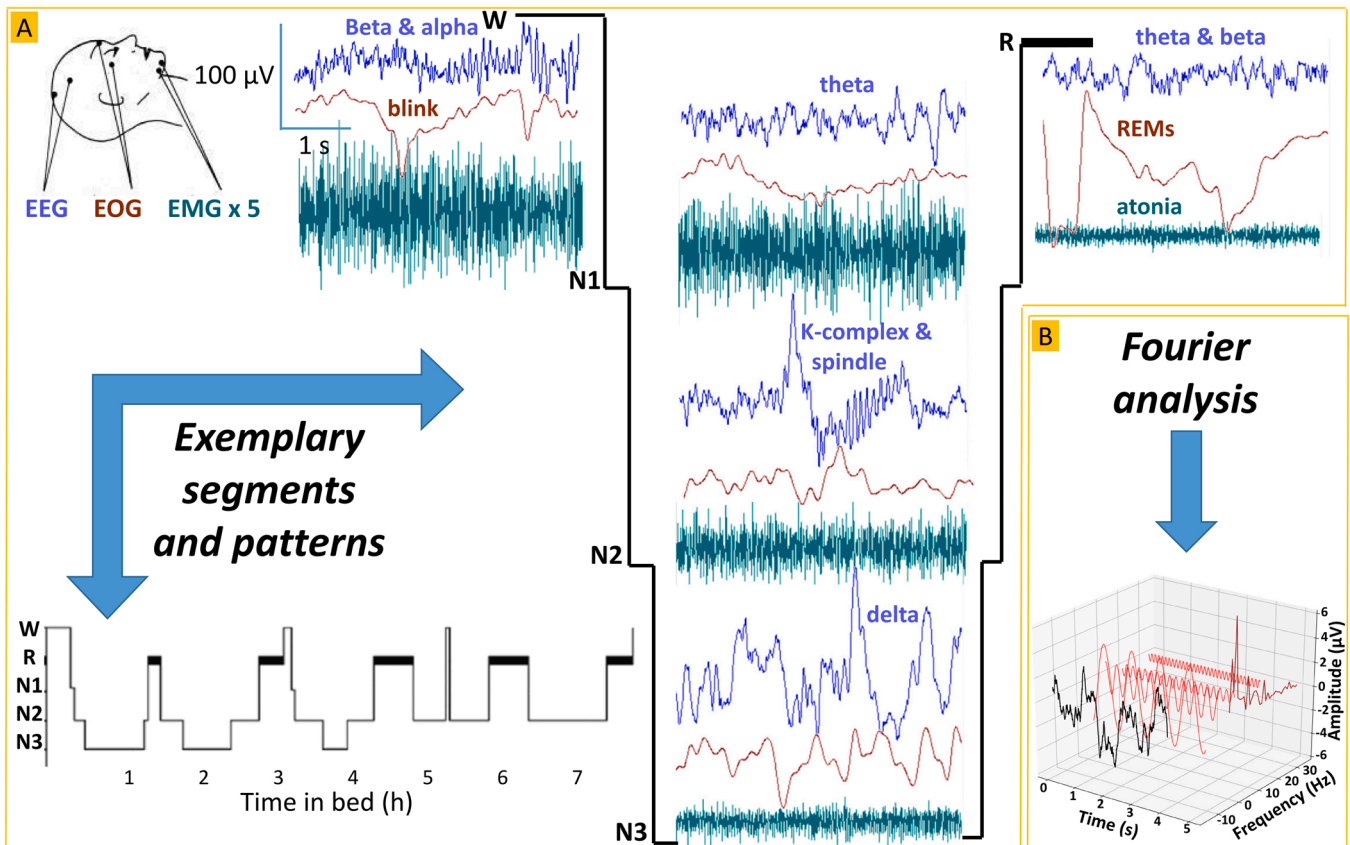 A
Beta & alpha
W
100 µV
blink
1 s
EEG
EOG
EMG x 5
N1
theta
R
theta & beta
REMs
atonia
K-complex &
spindle
N2
delta
N3
Exemplary
segments
and patterns
W
R
N1
N2
N3
1 2 3 4 5 6 7
Time in bed (h)
B
Fourier
analysis
6
4
2
0
-2
-4
-6
Amplitude (µV)
0 1 2 3 4 5
Time (s)
-10 0 10 20 30
Frequency (Hz)